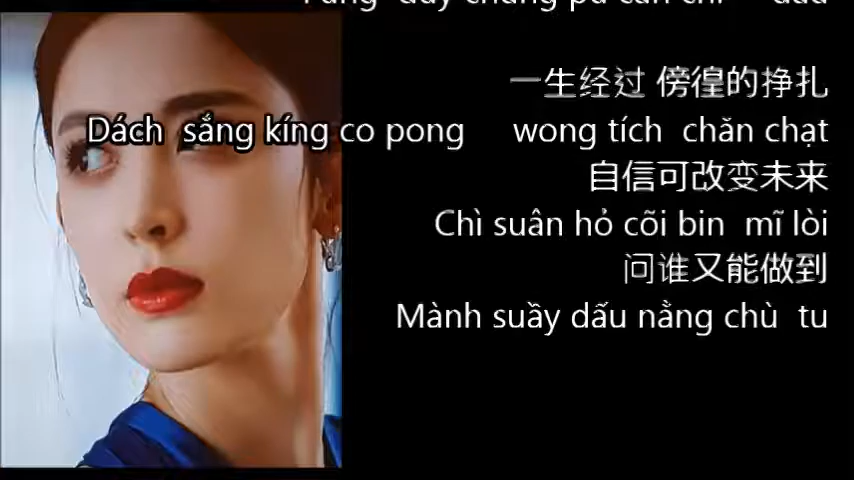 一生经过 傍徨的挣扎
Dách sắng kíng co pong wong tích chăn chạt
自信可改变未来
Chì suân hỏ cõi bin mĩ lòi
问谁又能做到
Mành suầy dấu nằng chù tu